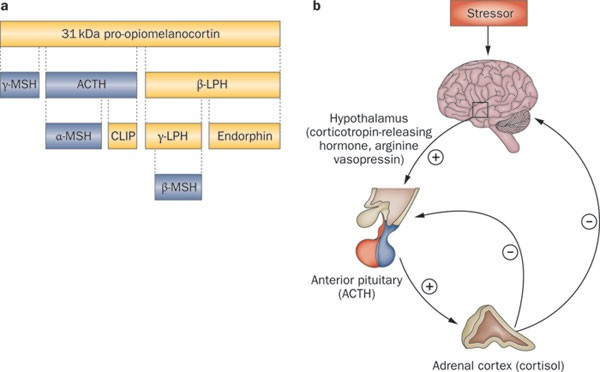 a
31 kDa pro-opiomelanocortin
γ-MSH
ACTH
β-LPH
α-MSH
CLIP
γ-LPH
Endorphin
β-MSH
b
Stressor
Hypothalamus
(corticotropin-releasing
hormone, arginine
vasopressin)
+
−
−
Anterior pituitary
(ACTH)
+
Adrenal cortex (cortisol)